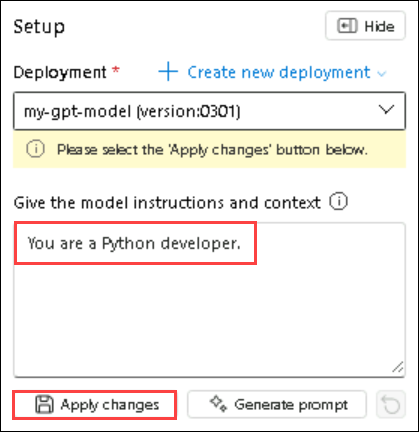 Setup
Hide
Deployment *
Create new deployment
my-gpt-model (version:0301)
Please select the 'Apply changes' button below.
Give the model instructions and context
You are a Python developer.
Apply changes
Generate prompt